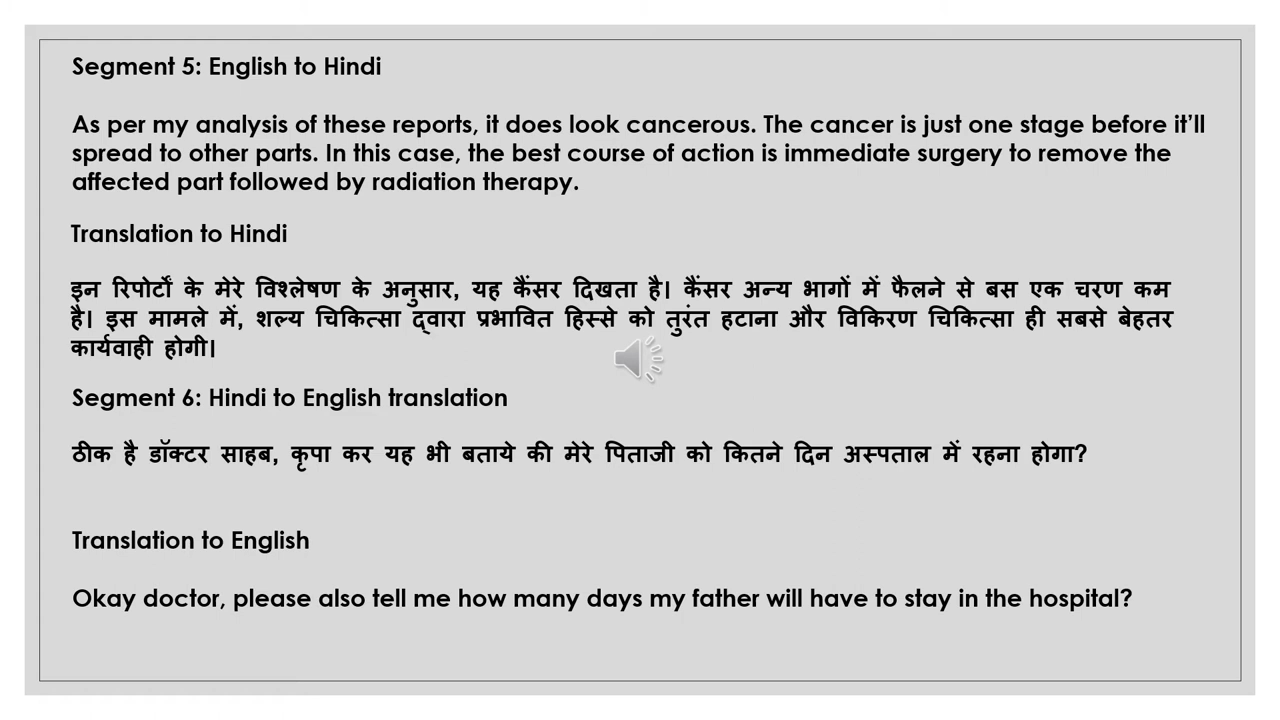 Segment 5: English to Hindi
As per my analysis of these reports, it does look cancerous. The cancer is just one stage before it'll
spread to other parts. In this case, the best course of action is immediate surgery to remove the
affected part followed by radiation therapy.
Translation to Hindi
इन रिपोर्टों के मेरे विश्लेषण के अनुसार, यह कैंसर दिखता है। कैंसर अन्य भागों में फैलने से बस एक चरण कम
है। इस मामले में, शल्य चिकित्सा द्वारा प्रभावित हिस्से को तुरंत हटाना और विकिरण चिकित्सा ही सबसे बेहतर
कार्यवाही होगी।
Segment 6: Hindi to English translation
ठीक है डॉक्टर साहब, कृपा कर यह भी बताये की मेरे पिताजी को कितने दिन अस्पताल में रहना होगा?
Translation to English
Okay doctor, please also tell me how many days my father will have to stay in the hospital?